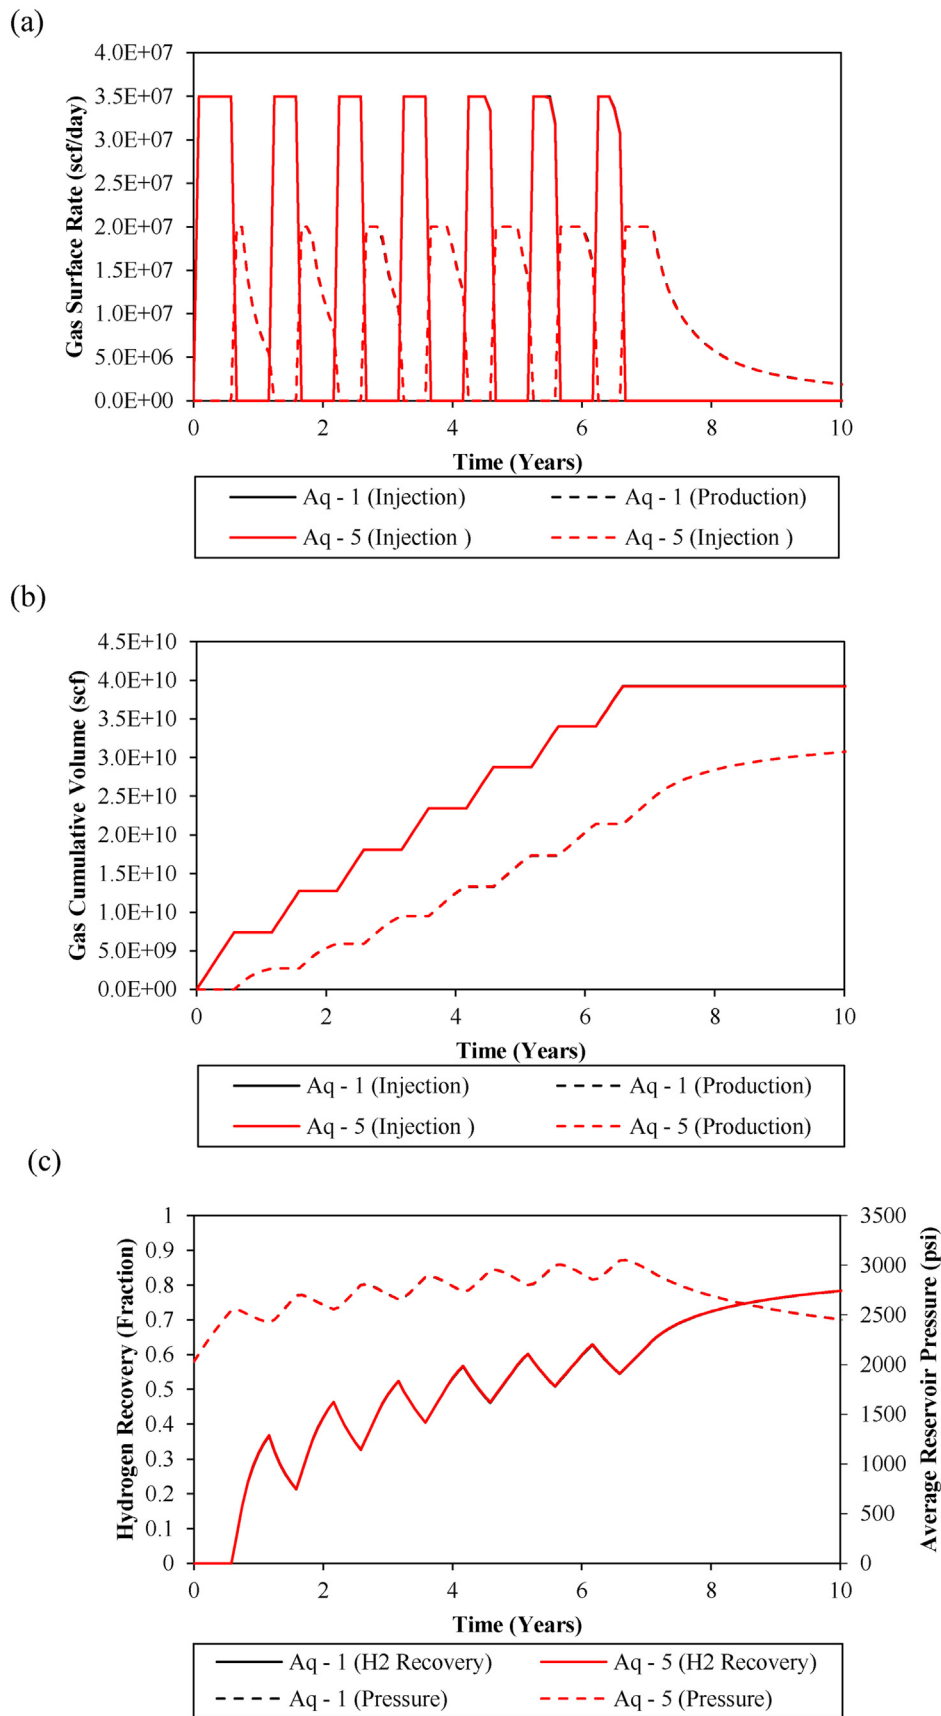 (a)
4.0E+07
3.5E+07
3.0E+07
2.5E+07
2.0E+07
1.5E+07
1.0E+07
5.0E+06
0.0E+00
Gas Surface Rate (scf/day)
0 2 4 6 8 10
Time (Years)
Aq - 1 (Injection) Aq - 1 (Production)
Aq - 5 (Injection ) Aq - 5 (Injection )
(b)
4.5E+10
4.0E+10
3.5E+10
3.0E+10
2.5E+10
2.0E+10
1.5E+10
1.0E+10
5.0E+09
0.0E+00
Gas Cumulative Volume (scf)
0 2 4 6 8 10
Time (Years)
Aq - 1 (Injection) Aq - 1 (Production)
Aq - 5 (Injection ) Aq - 5 (Production)
(c)
1 3500
0.9
0.8 3000
0.7 2500
0.6 2000
0.5
0.4 1500
0.3 1000
0.2
0.1 500
0 0
Hydrogen Recovery (Fraction)
Average Reservoir Pressure (psi)
0 2 4 6 8 10
Time (Years)
Aq - 1 (H2 Recovery) Aq - 5 (H2 Recovery)
Aq - 1 (Pressure) Aq - 5 (Pressure)